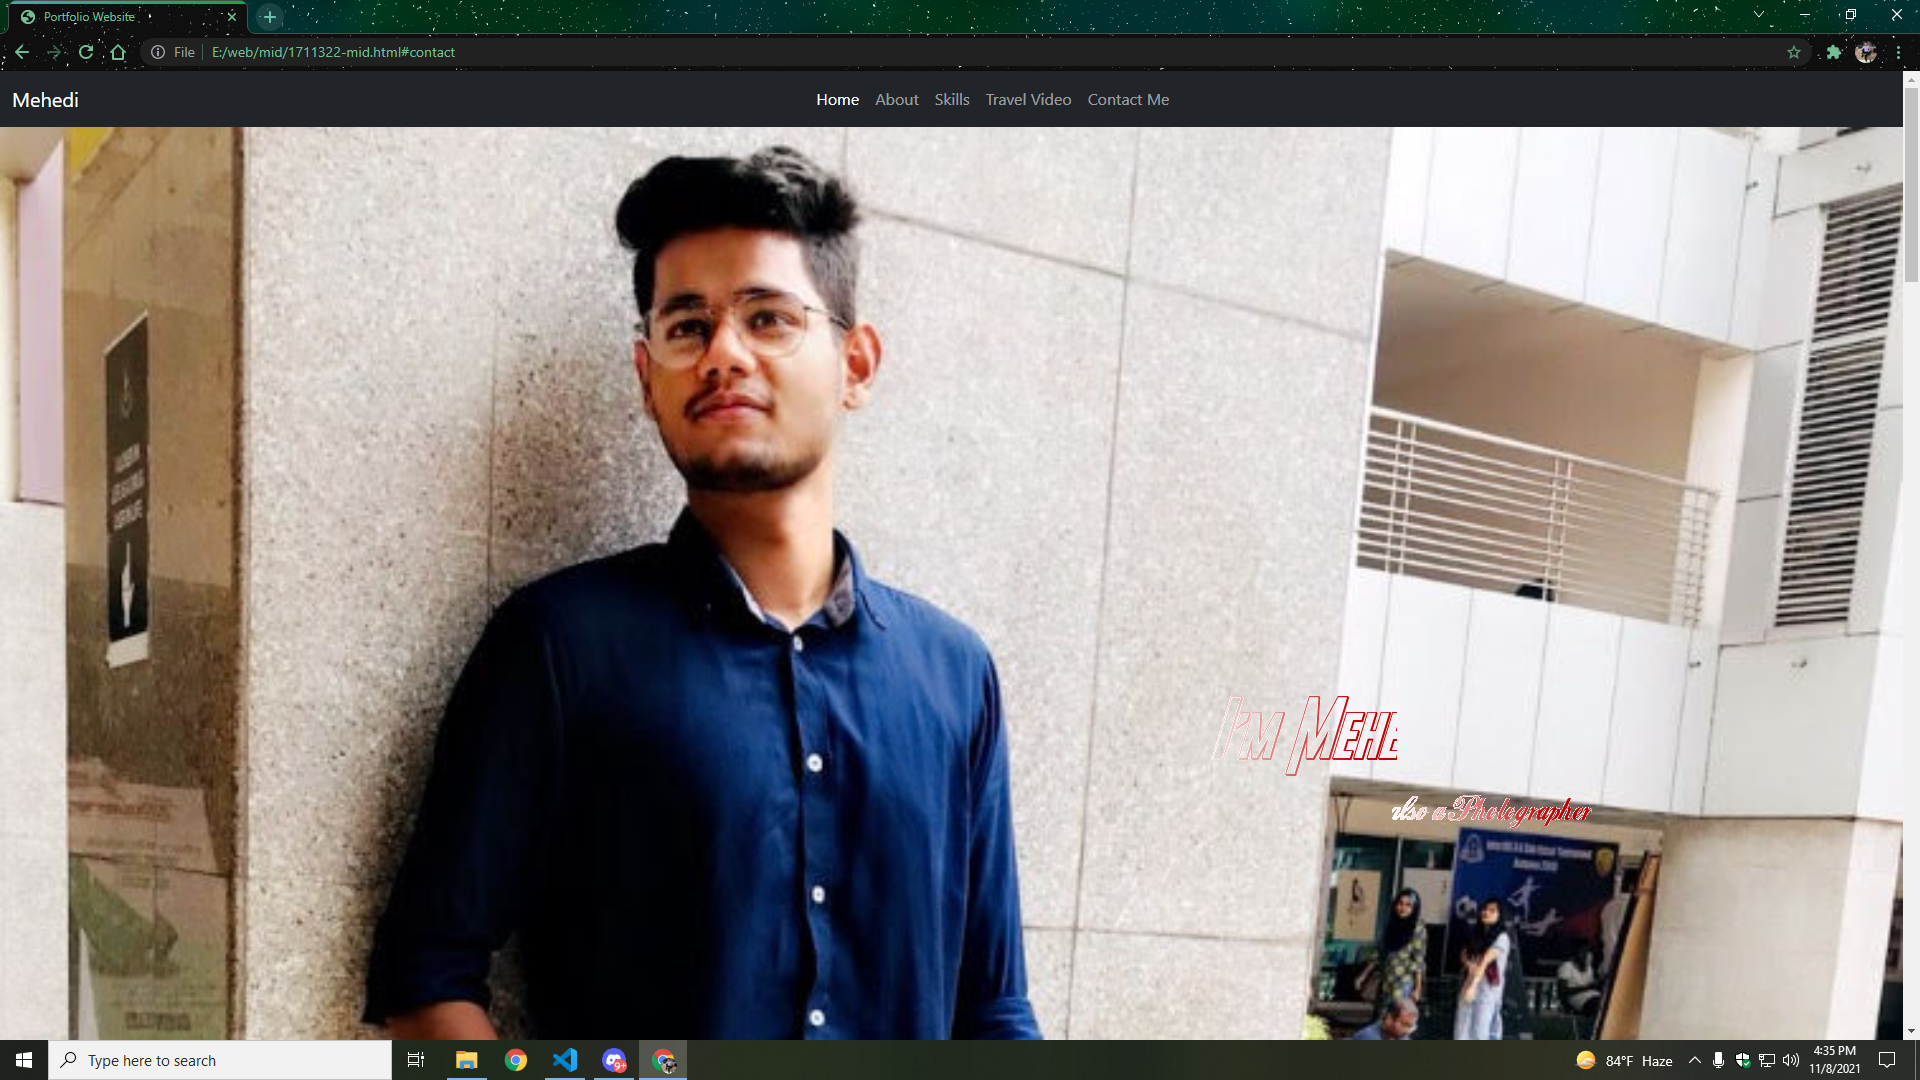 Portfolio Website
File
E:/web/mid/1711322-mid.html#contact
Mehedi
Home About Skills Travel Video Contact Me
I'm Mehe
also a Photographer
Type here to search
9+
84°F Haze
4:35 PM
11/8/2021